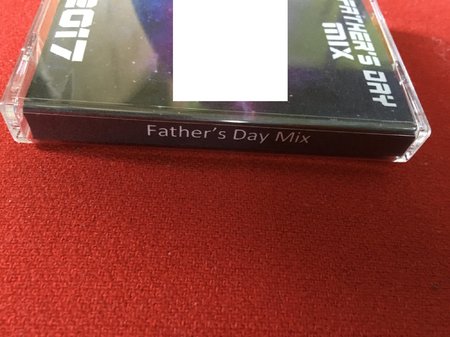 2017
FATHER'S DAY
MIX
Father's Day Mix